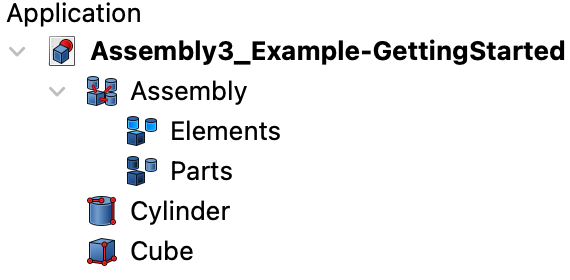 Application
Assembly3_Example-GettingStarted
Assembly
Elements
Parts
Cylinder
Cube